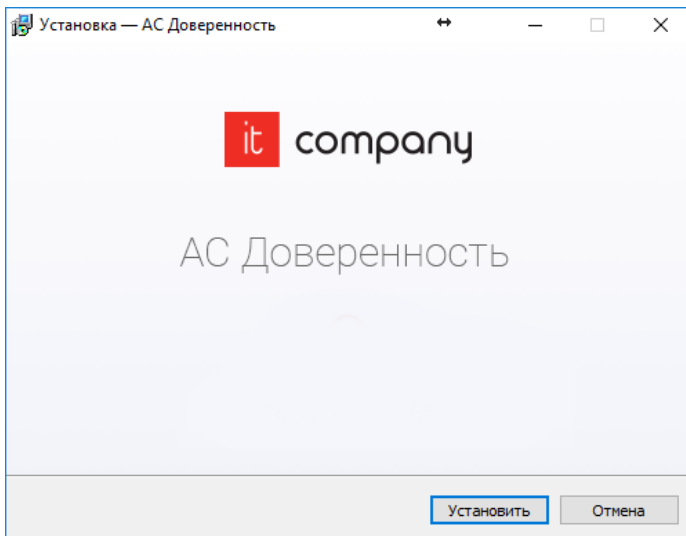 Установка — АС Доверенность
it company
АС Доверенность
Установить Отмена